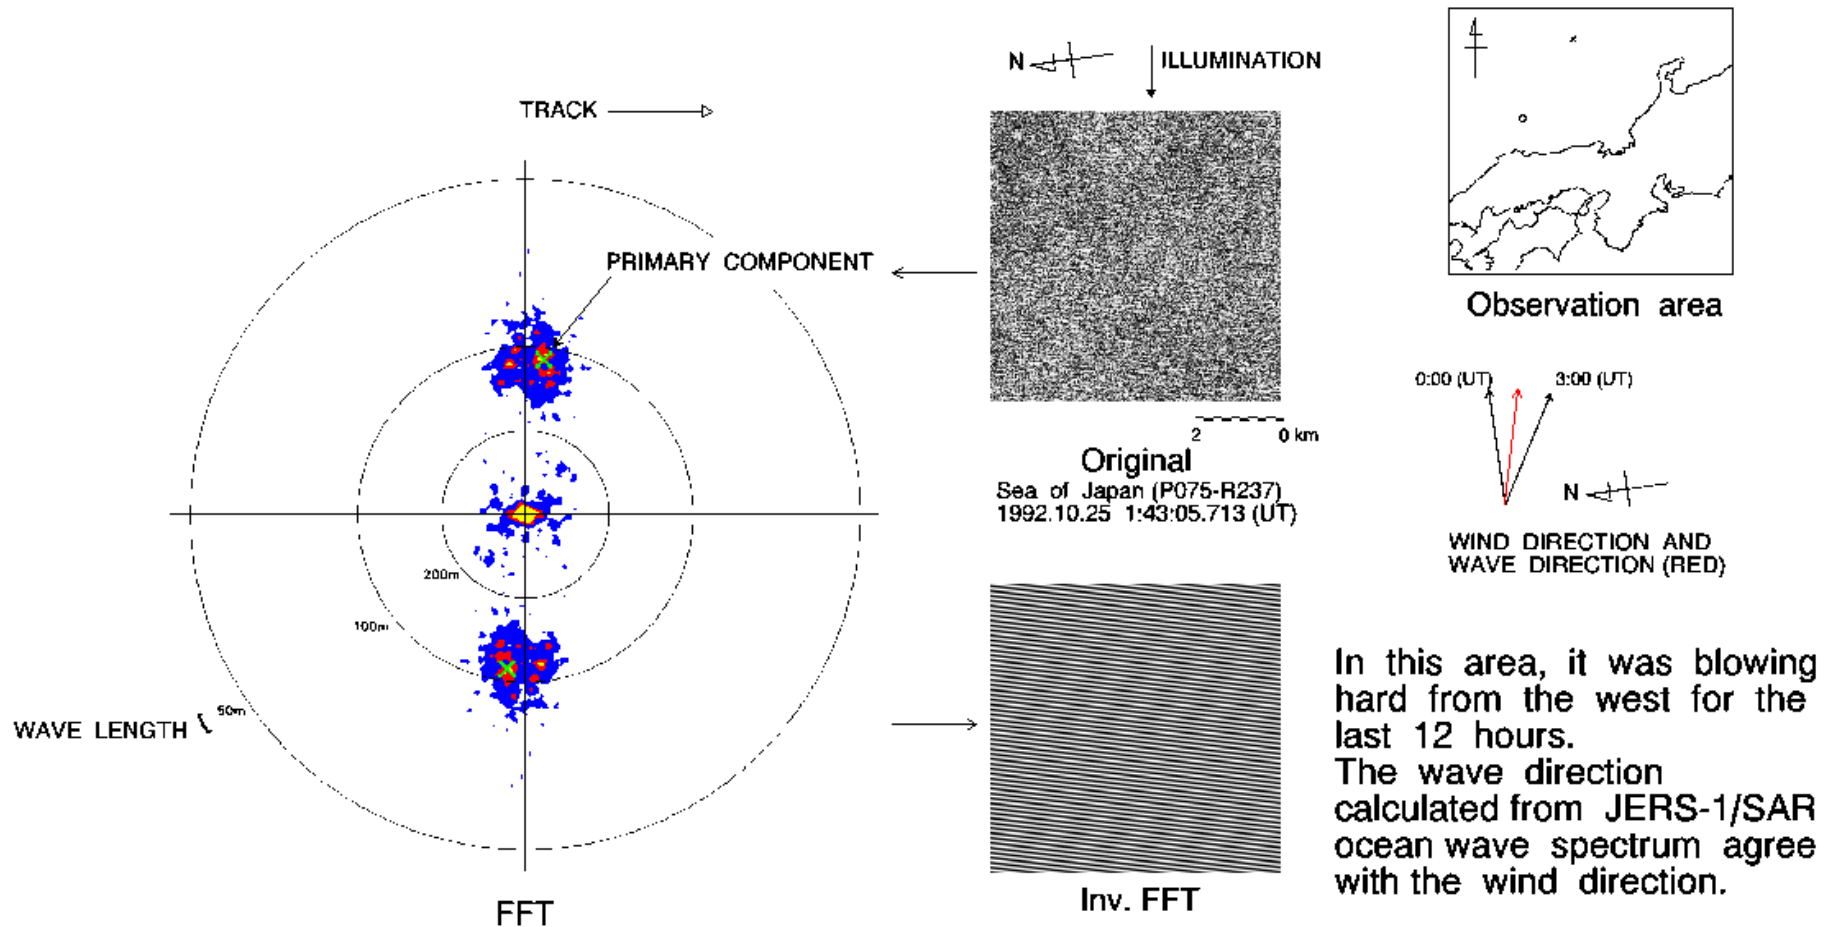 TRACK
PRIMARY COMPONENT
200m
100m
50m
WAVE LENGTH
FFT
N
ILLUMINATION
2 0 km
Original
Sea of Japan (P075-R237)
1992.10.25 1:43:05.713 (UT)
Inv. FFT
Observation area
0:00 (UT) 3:00 (UT)
N
WIND DIRECTION AND
WAVE DIRECTION (RED)
In this area, it was blowing
hard from the west for the
last 12 hours.
The wave direction
calculated from JERS-1/SAR
ocean wave spectrum agree
with the wind direction.